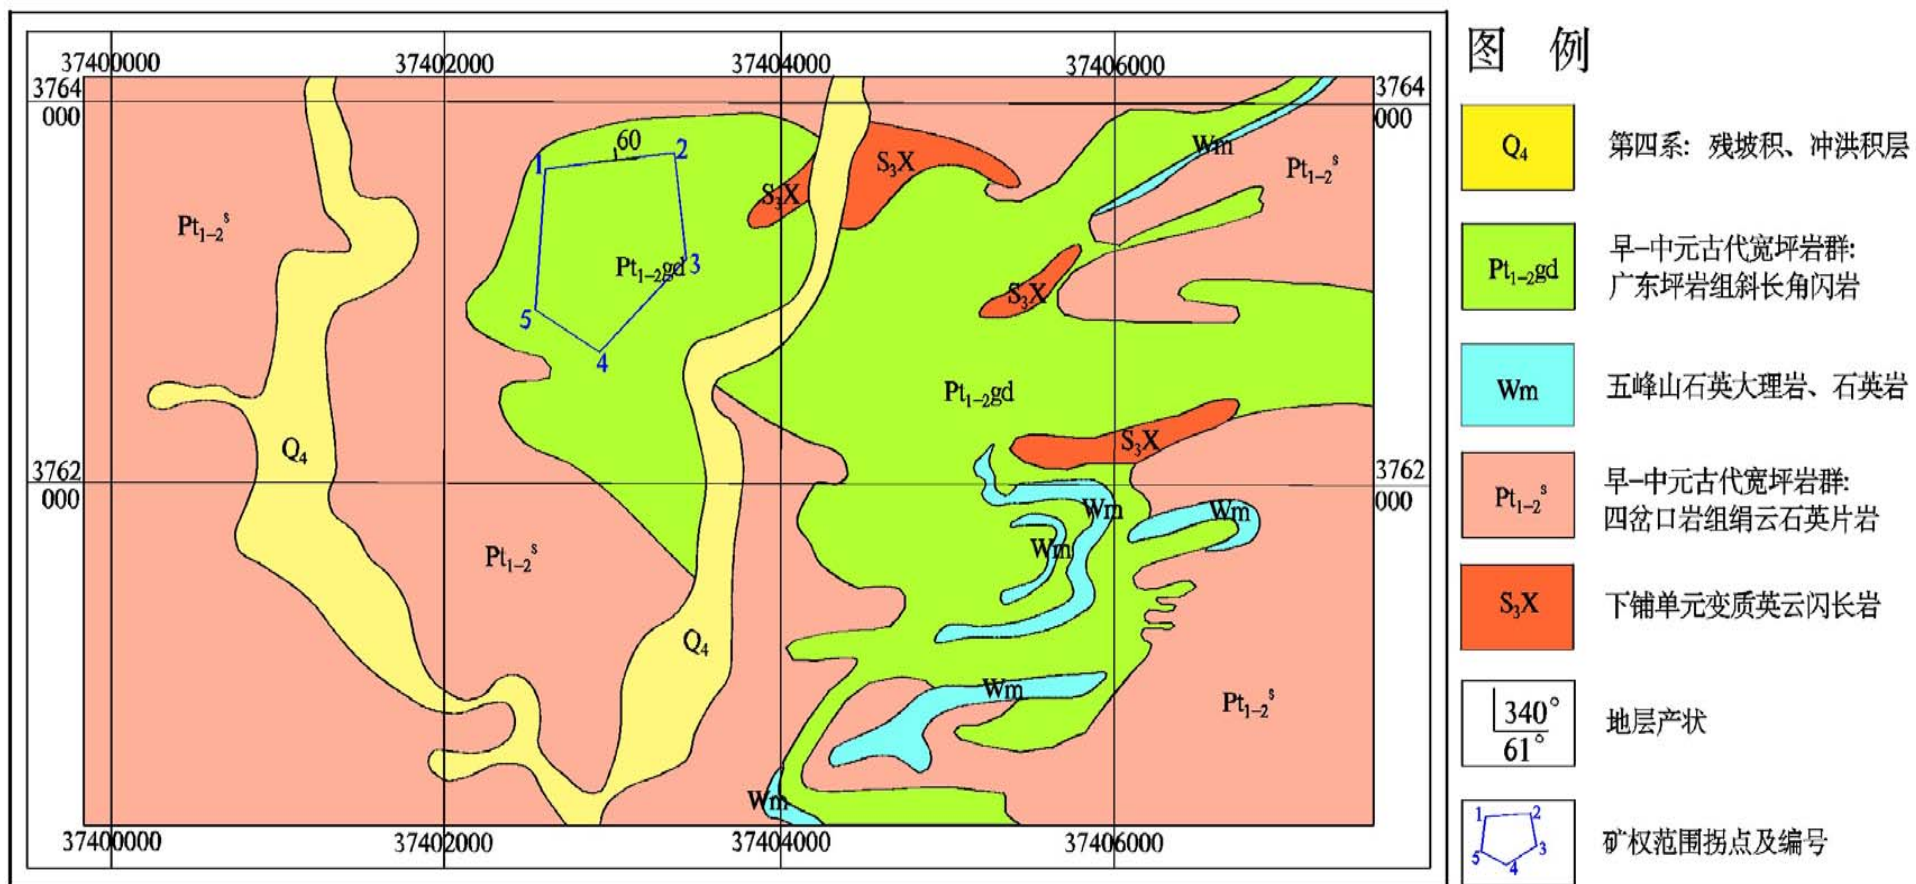 37400000
37402000
37404000
37406000
3764
000
3764
000
60
1
2
3
4
5
Pt₁₋₂gd
S₃X
S₃X
Wm
Pt₁₋₂ˢ
Pt₁₋₂ˢ
S₃X
Pt₁₋₂gd
S₃X
Q₄
3762
000
3762
000
Wm
Wm
Wm
Pt₁₋₂ˢ
Q₄
Wm
Pt₁₋₂ˢ
Wm
37400000
37402000
37404000
37406000
图 例
Q₄
第四系: 残坡积、冲洪积层
Pt₁₋₂gd
早-中元古代宽坪岩群:
广东坪岩组斜长角闪岩
Wm
五峰山石英大理岩、石英岩
Pt₁₋₂ˢ
早-中元古代宽坪岩群:
四岔口岩组绢云石英片岩
S₃X
下铺单元变质英云闪长岩
340°
61°
地层产状
1
2
3
4
5
矿权范围拐点及编号